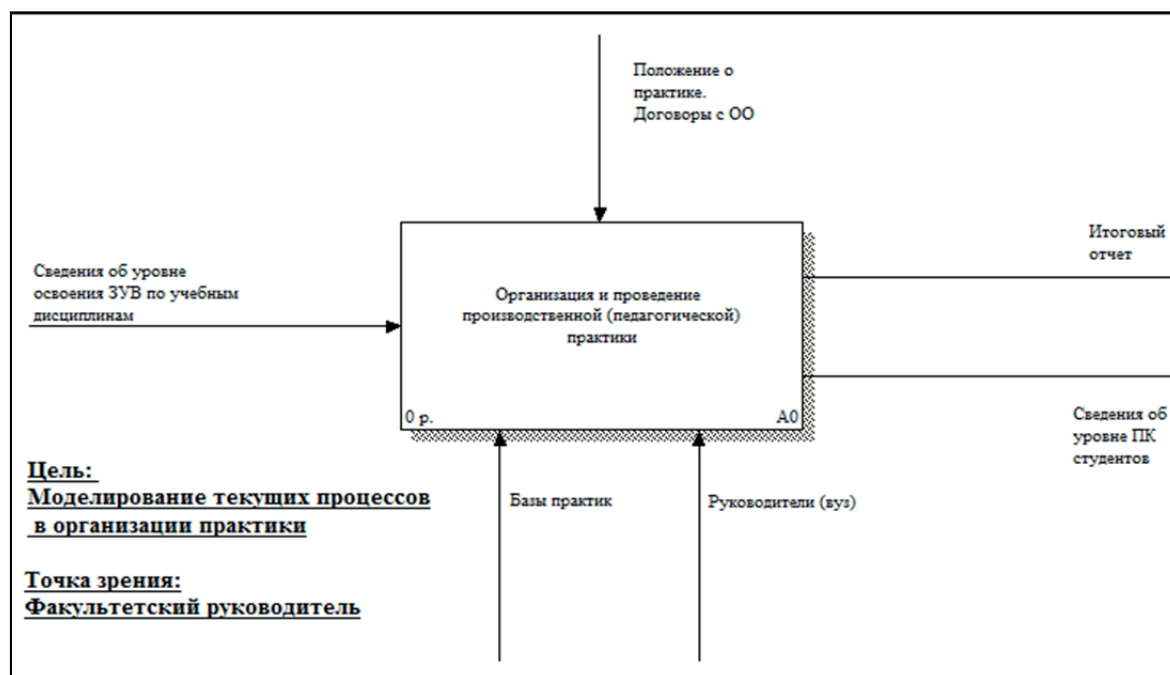 Положение о
практике.
Договоры с ОО
Итоговый
отчет
Сведения об уровне
освоения ЗУВ по учебным
дисциплинам
Организация и проведение
производственной (педагогической)
практики
0 р.
A0
Сведения об
уровне ПК
студентов
Базы практик
Руководители (вуз)
Цель:
Моделирование текущих процессов
в организации практики
Точка зрения:
Факультетский руководитель